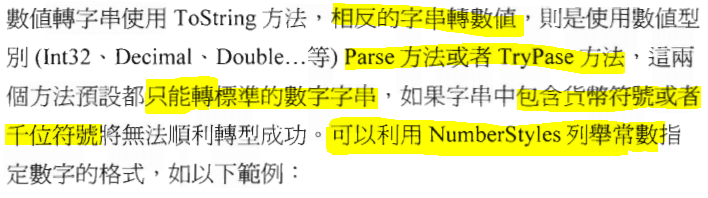 數值轉字串使用 ToString 方法，相反的字串轉數值，則是使用數值型
別 (Int32、Decimal、Double…等) Parse 方法或者 TryPase 方法，這兩
個方法預設都只能轉標準的數字字串，如果字串中包含貨幣符號或者
千位符號將無法順利轉型成功。可以利用 NumberStyles 列舉常數指
定數字的格式，如以下範例：